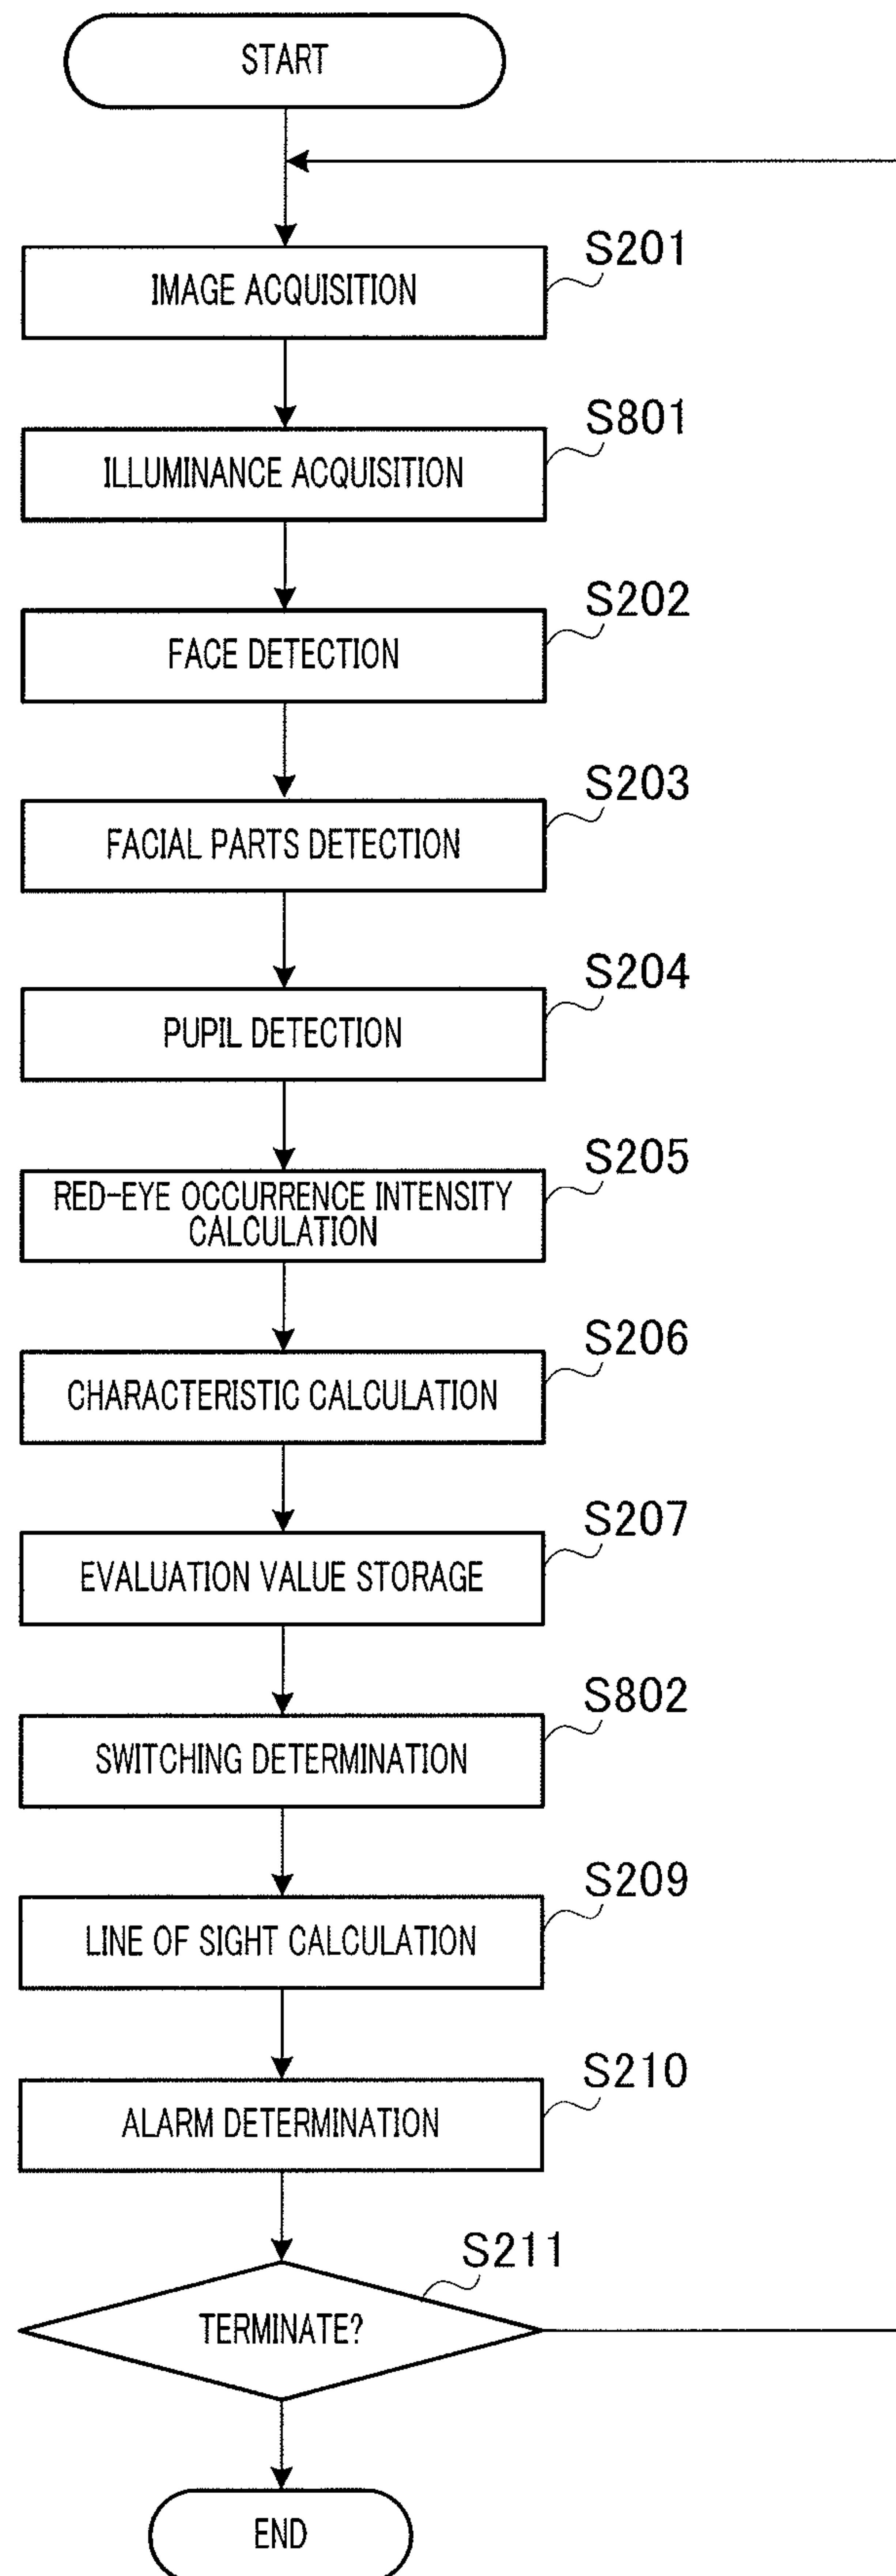 START
IMAGE ACQUISITION
S201
ILLUMINANCE ACQUISITION
S801
FACE DETECTION
S202
FACIAL PARTS DETECTION
S203
PUPIL DETECTION
S204
RED-EYE OCCURRENCE INTENSITY
CALCULATION
S205
CHARACTERISTIC CALCULATION
S206
EVALUATION VALUE STORAGE
S207
SWITCHING DETERMINATION
S802
LINE OF SIGHT CALCULATION
S209
ALARM DETERMINATION
S210
TERMINATE?
S211
END